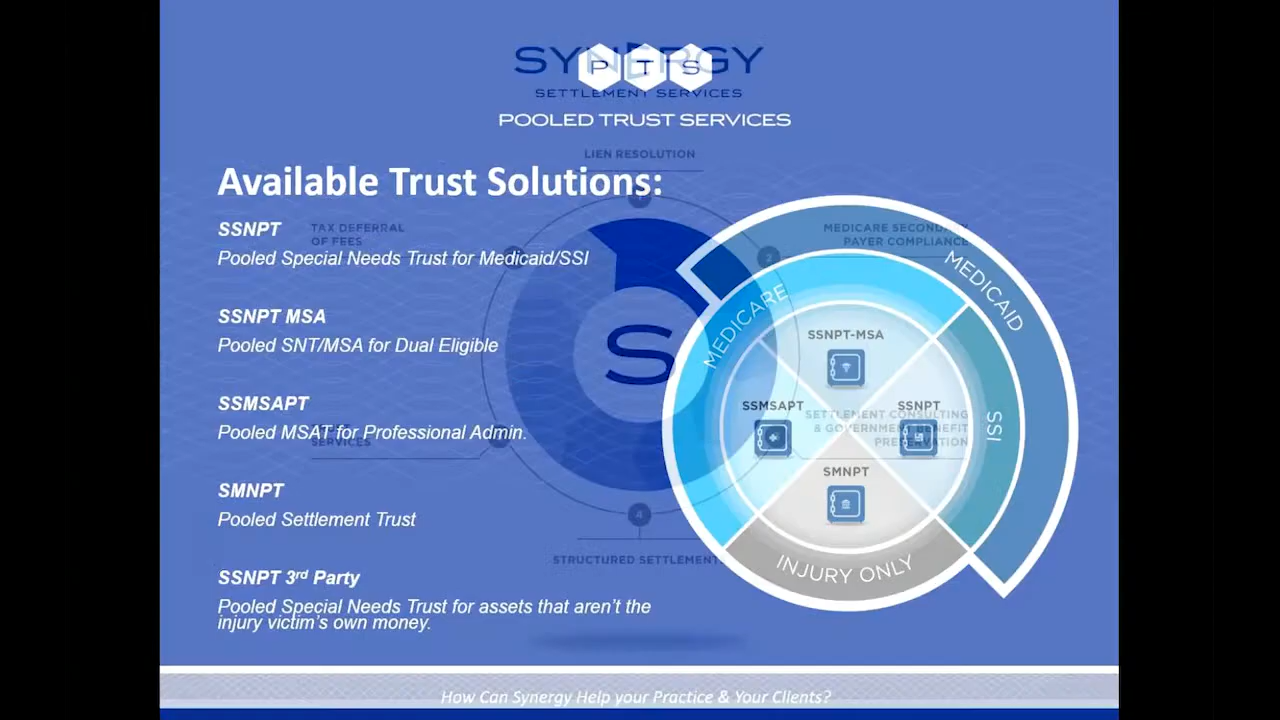 SYNERGY
P T S
SETTLEMENT SERVICES
POOLED TRUST SERVICES
LIEN RESOLUTION
Available Trust Solutions:
1
SSNPT
Pooled Special Needs Trust for Medicaid/SSI
TAX DEFERRAL
OF FEES
MEDICARE SECONDARY
PAYER COMPLIANCE
2
SSNPT MSA
Pooled SNT/MSA for Dual Eligible
SSMSAPT
Pooled MSAT for Professional Admin.
SERVICES
SMNPT
Pooled Settlement Trust
SSNPT 3rd Party
Pooled Special Needs Trust for assets that aren't the
injury victim's own money.
S
MEDICARE
MEDICAID
SSI
INJURY ONLY
SSNPT-MSA
SSMSAPT
SSNPT
SMNPT
SETTLEMENT CONSULTING
& GOVERNMENT BENEFIT
PRESERVATION
4
STRUCTURED SETTLEMENT
How Can Synergy Help your Practice & Your Clients?